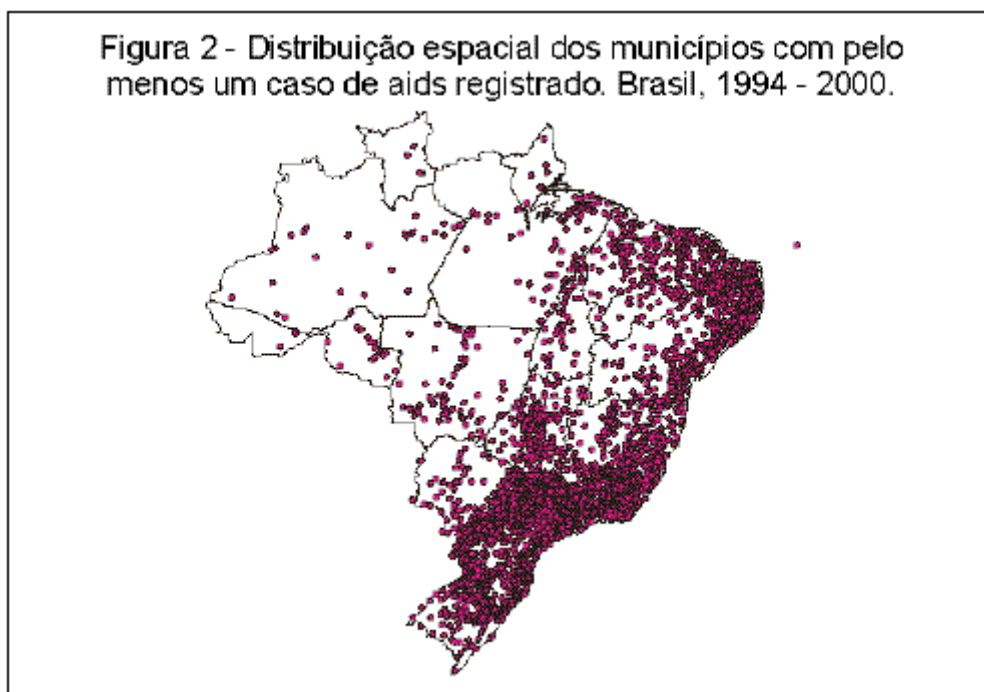 Figura 2 - Distribuição espacial dos municípios com pelo
menos um caso de aids registrado. Brasil, 1994 - 2000.